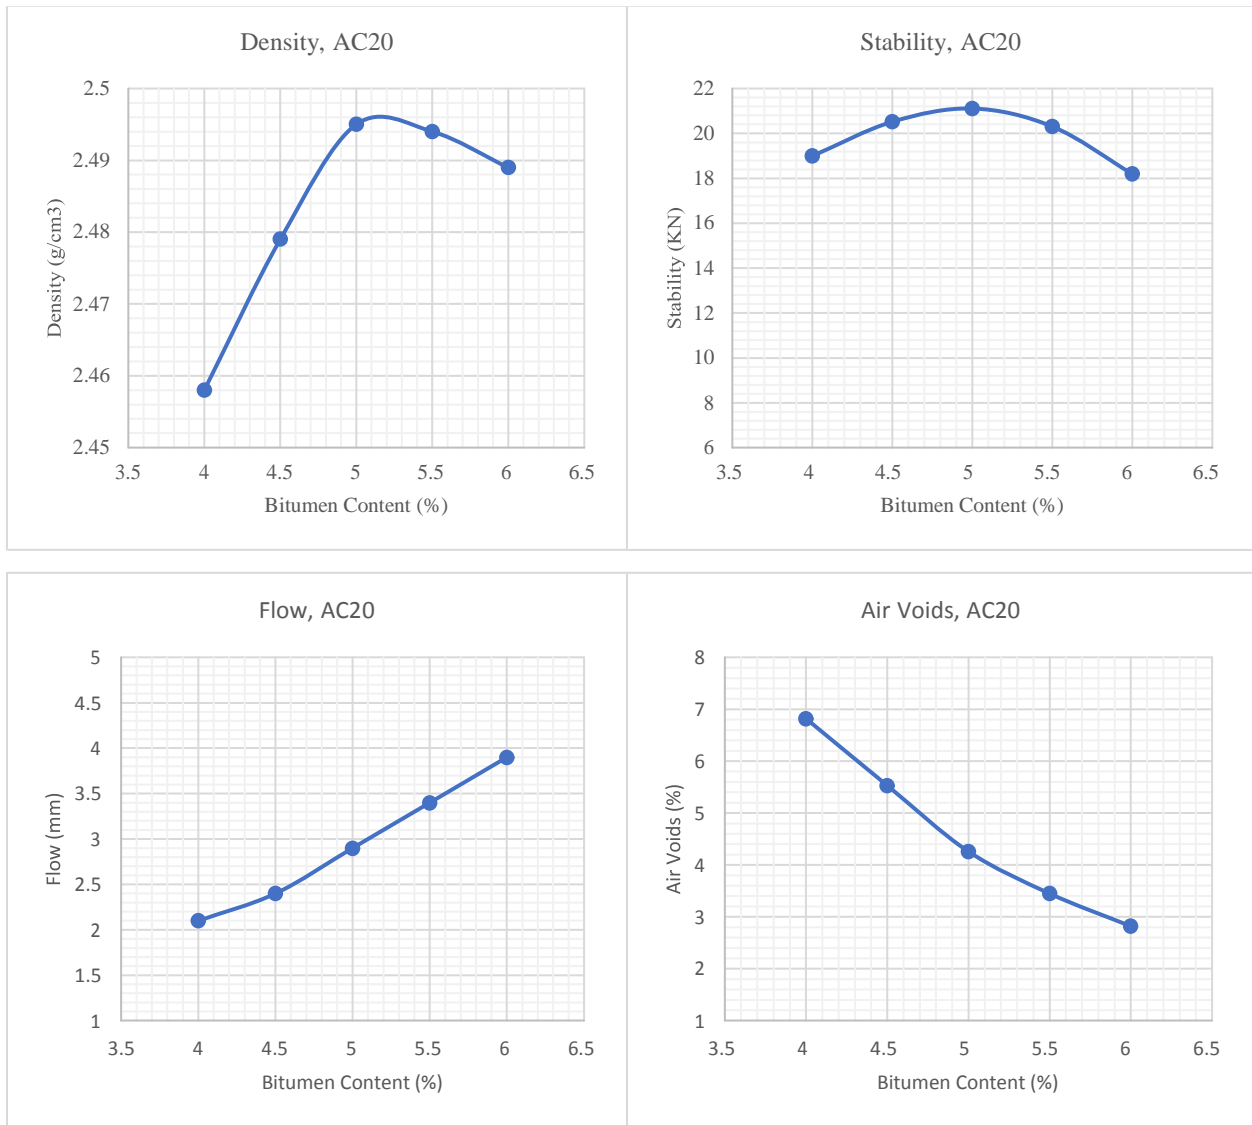 Density, AC20
2.5
2.49
2.48
2.47
2.46
2.45
Density (g/cm3)
3.5 4 4.5 5 5.5 6 6.5
Bitumen Content (%)
Stability, AC20
22
20
18
16
14
12
10
8
6
Stability (KN)
3.5 4 4.5 5 5.5 6 6.5
Bitumen Content (%)
Flow, AC20
5
4.5
4
3.5
3
2.5
2
1.5
1
Flow (mm)
3.5 4 4.5 5 5.5 6 6.5
Bitumen Content (%)
Air Voids, AC20
8
7
6
5
4
3
2
1
Air Voids (%)
3.5 4 4.5 5 5.5 6 6.5
Bitumen Content (%)